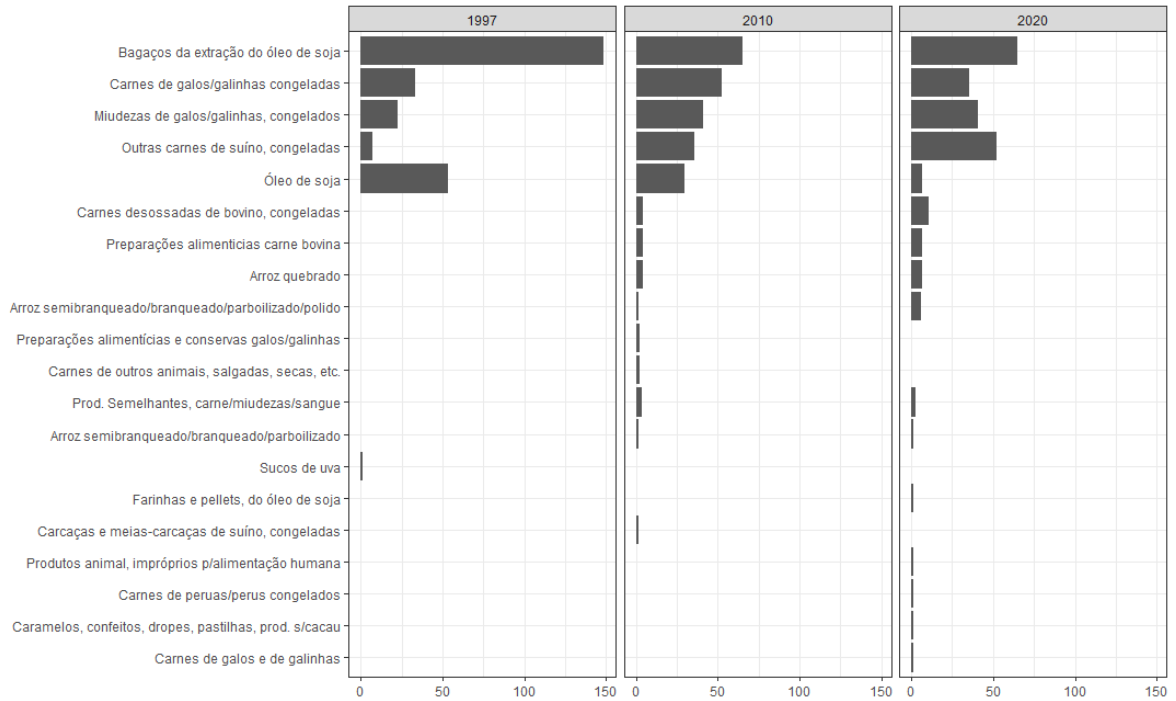 1997
2010
2020
Bagaços da extração do óleo de soja
Carnes de galos/galinhas congeladas
Miudezas de galos/galinhas, congelados
Outras carnes de suíno, congeladas
Óleo de soja
Carnes desossadas de bovino, congeladas
Preparações alimenticias carne bovina
Arroz quebrado
Arroz semibranqueado/branqueado/parboilizado/polido
Preparações alimentícias e conservas galos/galinhas
Carnes de outros animais, salgadas, secas, etc.
Prod. Semelhantes, carne/miudezas/sangue
Arroz semibranqueado/branqueado/parboilizado
Sucos de uva
Farinhas e pellets, do óleo de soja
Carcaças e meias-carcaças de suíno, congeladas
Produtos animal, impróprios p/alimentação humana
Carnes de peruas/perus congelados
Caramelos, confeitos, dropes, pastilhas, prod. s/cacau
Carnes de galos e de galinhas
0 50 100 150
0 50 100 150
0 50 100 150